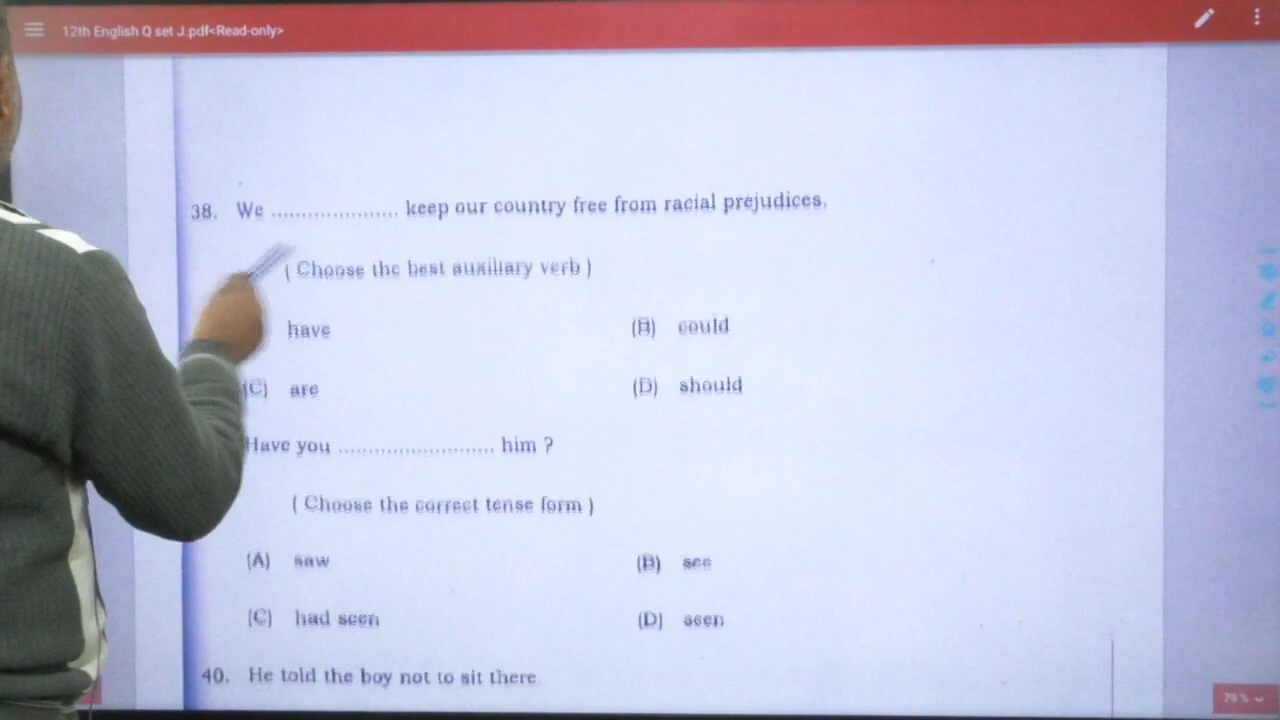 12th English Q set J.pdf<Read-only>
38. We ..................... keep our country free from racial prejudices.
( Choose the best auxiliary verb )
have (B) could
(C) are (D) should
Have you .......................... him ?
( Choose the correct tense form )
(A) saw (B) see
(C) had seen (D) seen
40. He told the boy not to sit there
79%